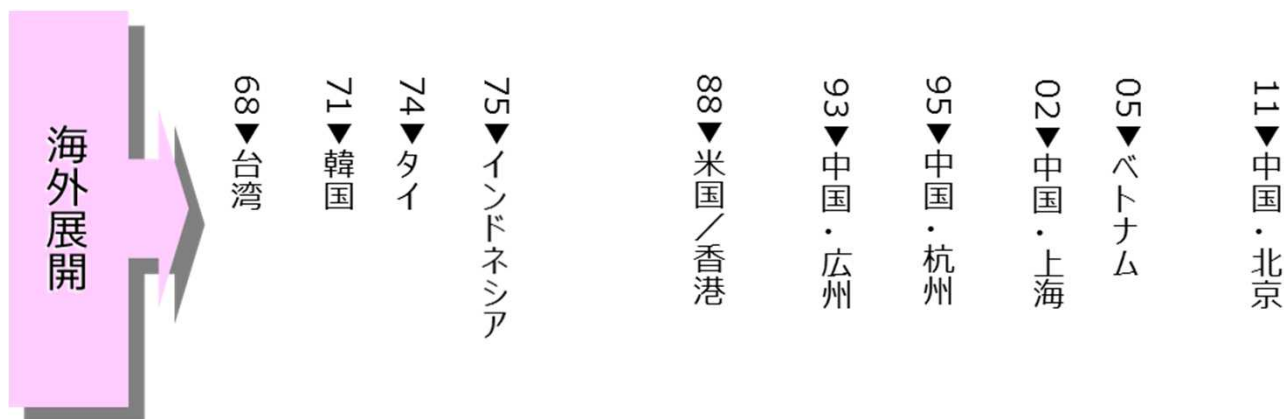 海外展開
68▼台湾
71▼韓国
74▼タイ
75▼インドネシア
88▼米国／香港
93▼中国・広州
95▼中国・杭州
02▼中国・上海
05▼ベトナム
11▼中国・北京